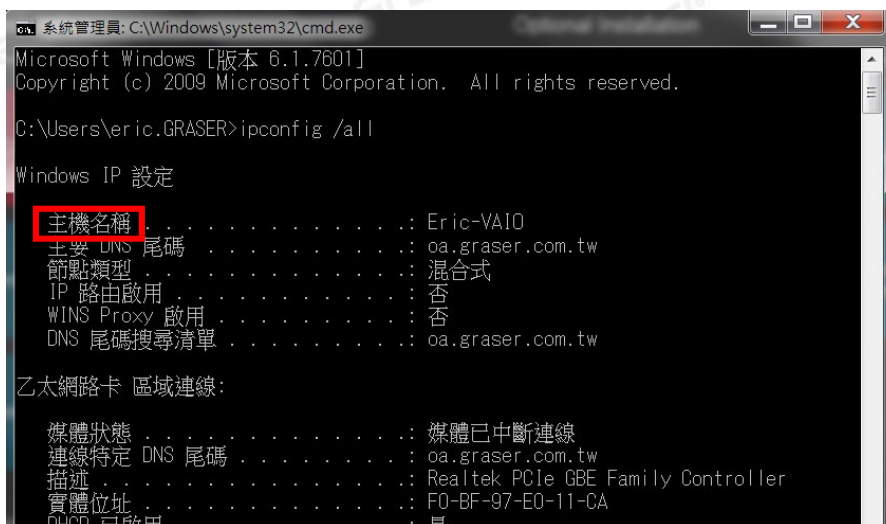 系統管理員: C:\Windows\system32\cmd.exe
Microsoft Windows [版本 6.1.7601]
Copyright (c) 2009 Microsoft Corporation.  All rights reserved.
C:\Users\eric.GRASER>ipconfig /all
Windows IP 設定
主機名稱 . . . . . . . . . . . . .: Eric-VAIO
主要 DNS 尾碼 . . . . . . . . . .: oa.graser.com.tw
節點類型 . . . . . . . . . . . . .: 混合式
IP 路由啟用 . . . . . . . . . . . : 否
WINS Proxy 啟用 . . . . . . . . . : 否
DNS 尾碼搜尋清單 . . . . . . . . .: oa.graser.com.tw
乙太網路卡 區域連線:
媒體狀態 . . . . . . . . . . . . .: 媒體已中斷連線
連線特定 DNS 尾碼 . . . . . . . . : oa.graser.com.tw
描述 . . . . . . . . . . . . . . .: Realtek PCIe GBE Family Controller
實體位址 . . . . . . . . . . . . .: F0-BF-97-E0-11-CA
DHCP 已啟用 . . . . . . . . . . . : 是